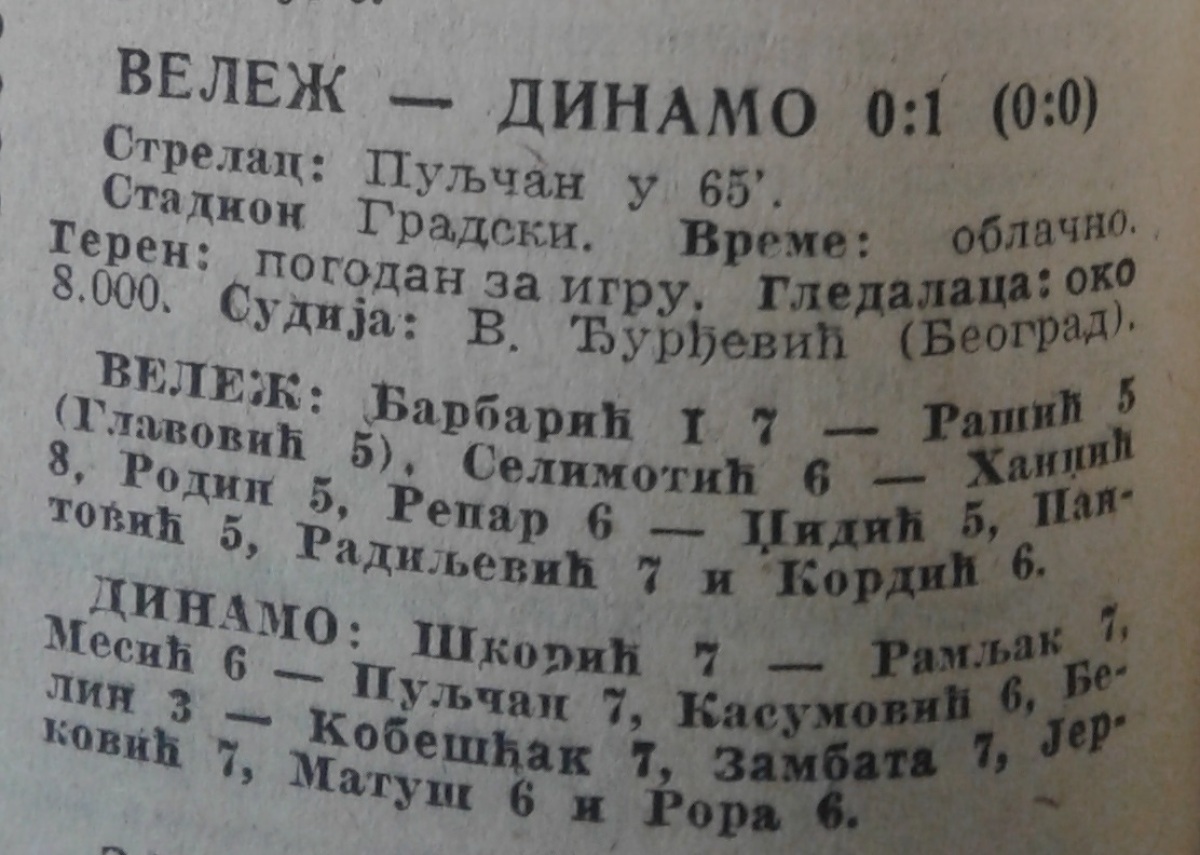 ВЕЛЕЖ — ДИНАМО 0:1 (0:0)
Стрелац: Пуљчан у 65'.
Стадион Градски. Време: облачно.
Терен: погодан за игру. Гледалаца: око
8.000. Судија: В. Ђурђевић (Београд).
ВЕЛЕЖ: Барбарић I 7 — Рашић 5
(Главовић 5), Селимотић 6 — Ханџић
8, Родин 5, Репар 6 — Џидић 5, Пан-
товић 5, Радиљевић 7 и Кордић 6.
ДИНАМО: Шкорић 7 — Рамљак 7,
Месић 6 — Пуљчан 7, Касумовић 6, Бе-
лин 3 — Кобешћак 7, Замбата 7, Јер-
ковић 7, Матуш 6 и Рора 6.